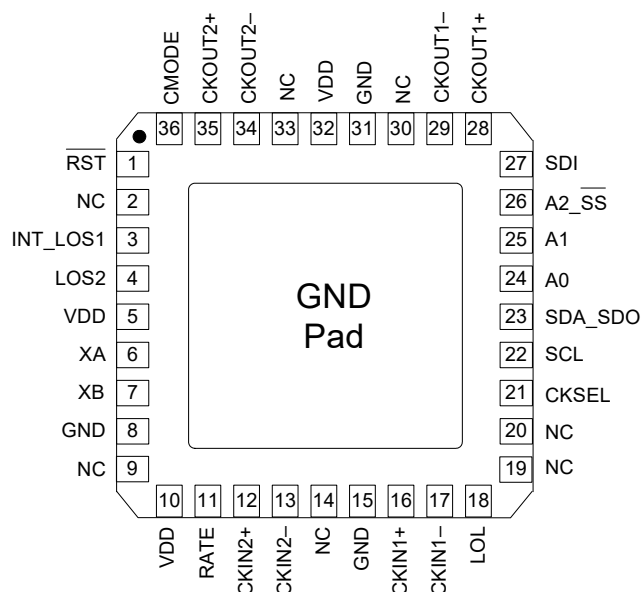 CMODE
CKOUT2+
CKOUT2–
NC
VDD
GND
NC
CKOUT1–
CKOUT1+
36
35
34
33
32
31
30
29
28
R̅S̅T̅ 1
NC 2
INT_LOS1 3
LOS2 4
VDD 5
XA 6
XB 7
GND 8
NC 9
GND
Pad
27 SDI
26 A2_S̅S̅
25 A1
24 A0
23 SDA_SDO
22 SCL
21 CKSEL
20 NC
19 NC
10
11
12
13
14
15
16
17
18
VDD
RATE
CKIN2+
CKIN2–
NC
GND
CKIN1+
CKIN1–
LOL